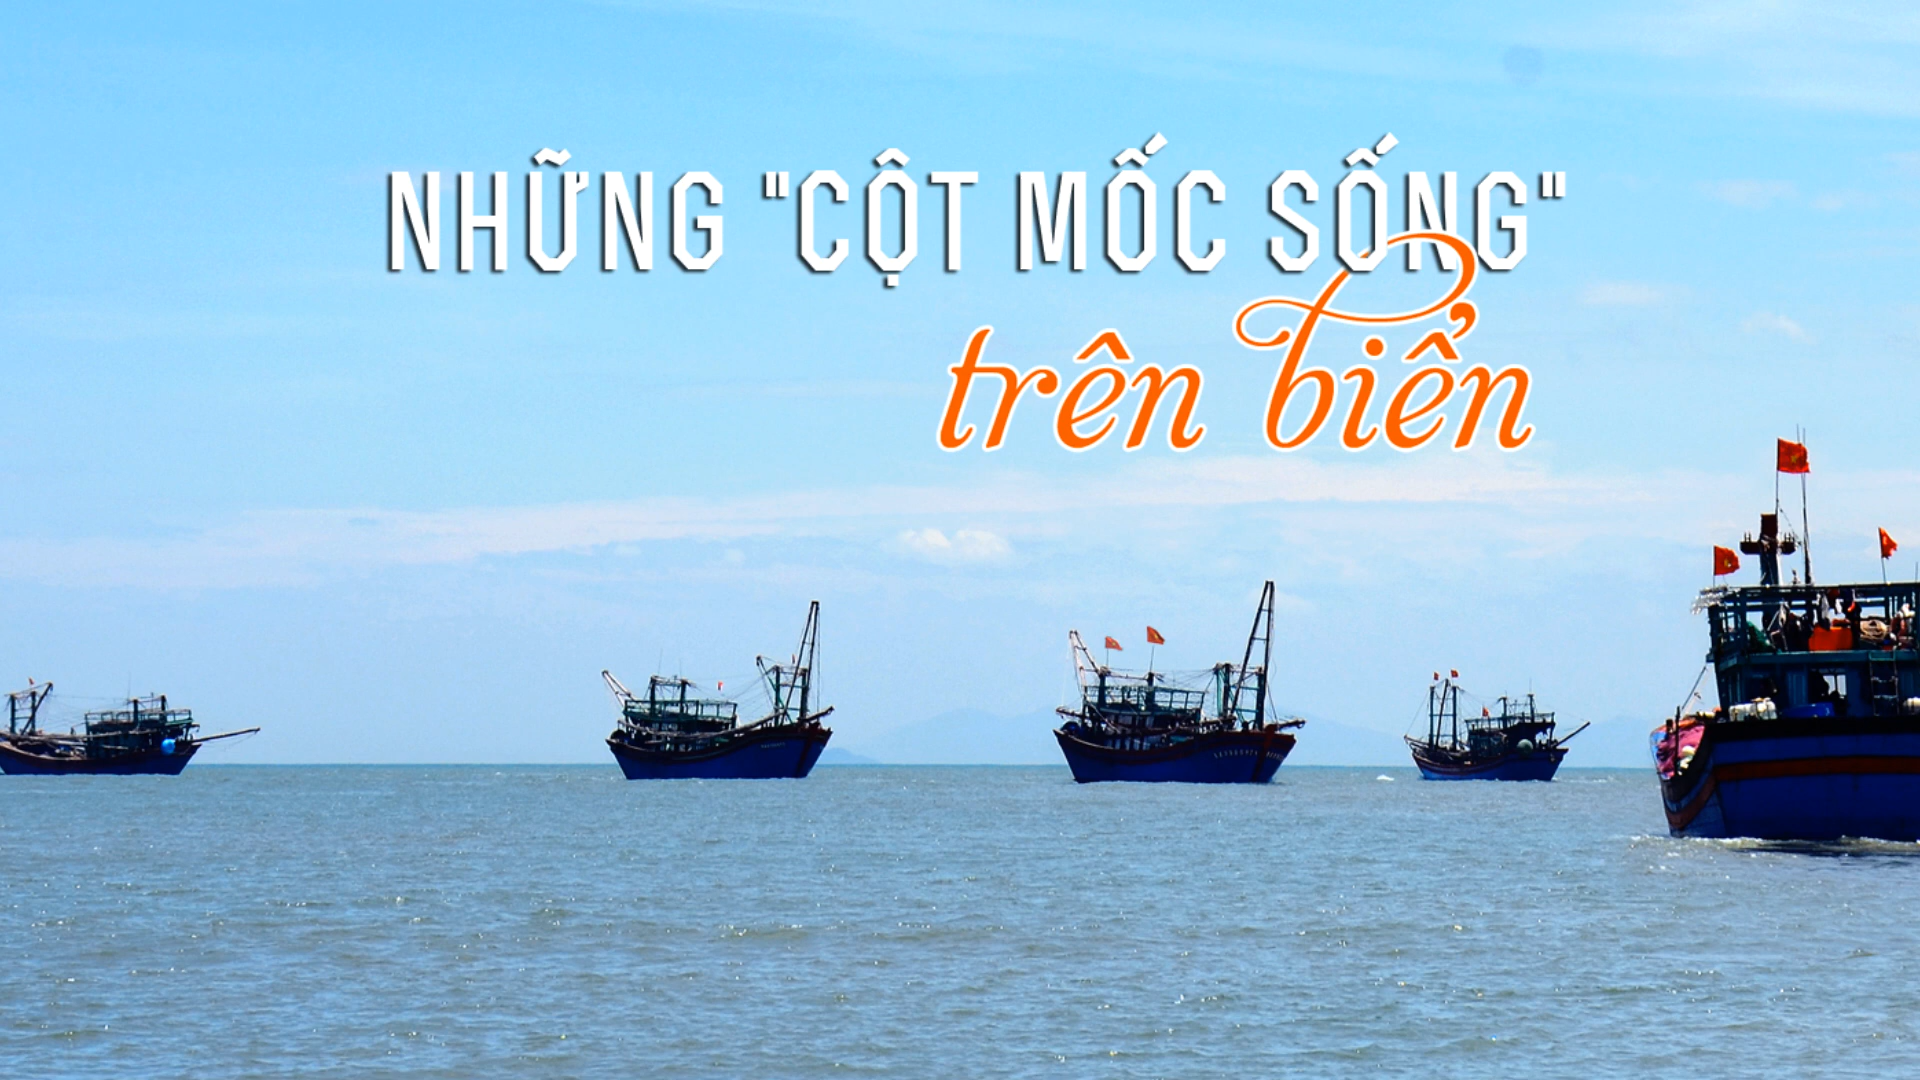 NHỮNG "CỘT MỐC SỐNG"
trên biển